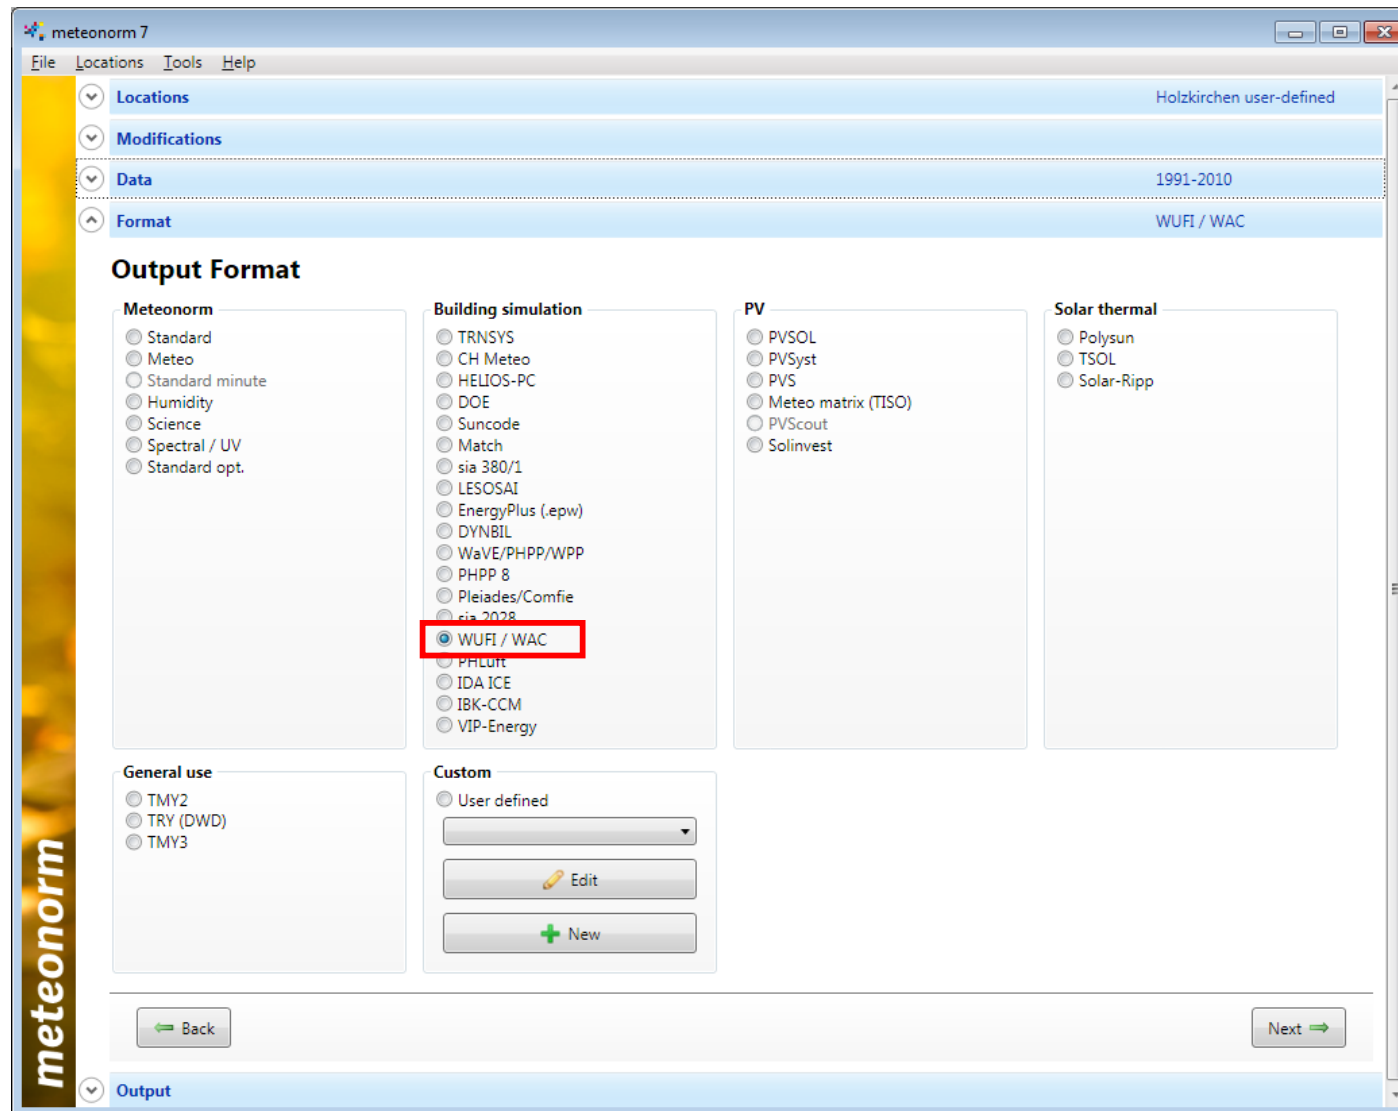 meteonorm 7
File Locations Tools Help
Locations Holzkirchen user-defined
Modifications
Data 1991-2010
Format WUFI / WAC
Output Format
Meteonorm
Standard
Meteo
Standard minute
Humidity
Science
Spectral / UV
Standard opt.
Building simulation
TRNSYS
CH Meteo
HELIOS-PC
DOE
Suncode
Match
sia 380/1
LESOSAI
EnergyPlus (.epw)
DYNBIL
WaVE/PHPP/WPP
PHPP 8
Pleiades/Comfie
sia 2028
WUFI / WAC
PHLuft
IDA ICE
IBK-CCM
VIP-Energy
PV
PVSOL
PVSyst
PVS
Meteo matrix (TISO)
PVScout
Solinvest
Solar thermal
Polysun
TSOL
Solar-Ripp
General use
TMY2
TRY (DWD)
TMY3
Custom
User defined
Edit
New
Back
Next
Output
meteonorm